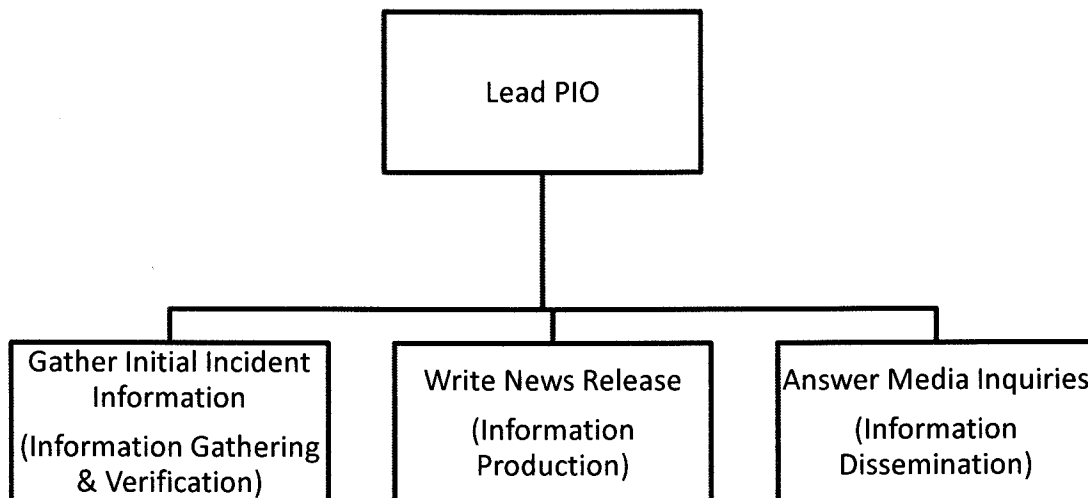 Lead PIO
Gather Initial Incident
Information
(Information Gathering
& Verification)
Write News Release
(Information
Production)
Answer Media Inquiries
(Information
Dissemination)